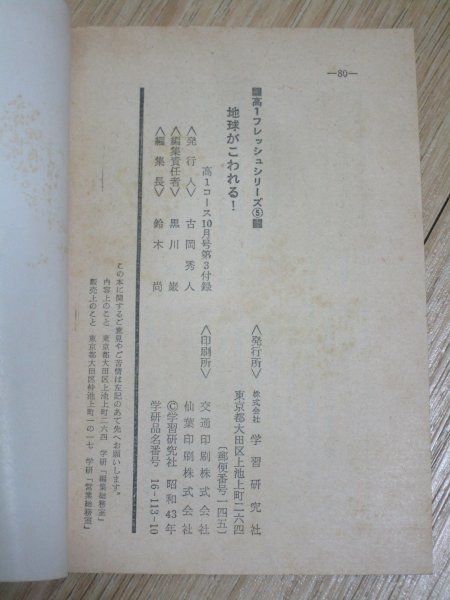 —80—
■高1フレッシュシリーズ⑤■
地球がこわれる!
高1コース10月号第3付録
〈発行人〉 古岡秀人
〈編集責任者〉 黒川巌
〈編集長〉 鈴木尚
〈発行所〉 株式会社 学習研究社
東京都大田区上池上町二六四
〔郵便番号一四五〕
〈印刷所〉 交通印刷株式会社
仙葉印刷株式会社
©学習研究社 昭和43年
学研品名番号 16-113-10
この本に関するご意見やご苦情は左記のあて先へお願いします。
内容上のこと 東京都大田区上池上町二六四 学研「編集総務室」
販売上のこと 東京都大田区仲池上町一の一七 学研「営業総務室」